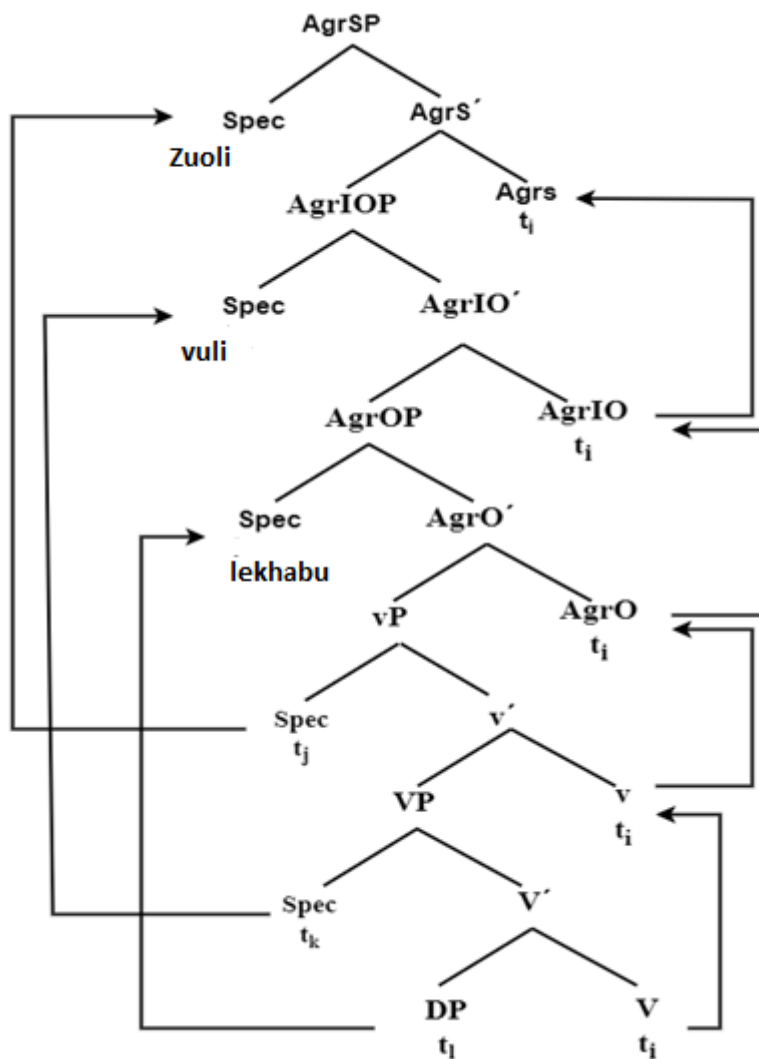 AgrSP
Spec AgrS´
Zuoli
AgrIOP Agrs
tᵢ
Spec AgrIO´
vuli
AgrOP AgrIO
tᵢ
Spec AgrO´
lekhabu
vP AgrO
tᵢ
Spec v´
tⱼ
VP v
tᵢ
Spec V´
tₖ
DP V
tₗ tᵢ